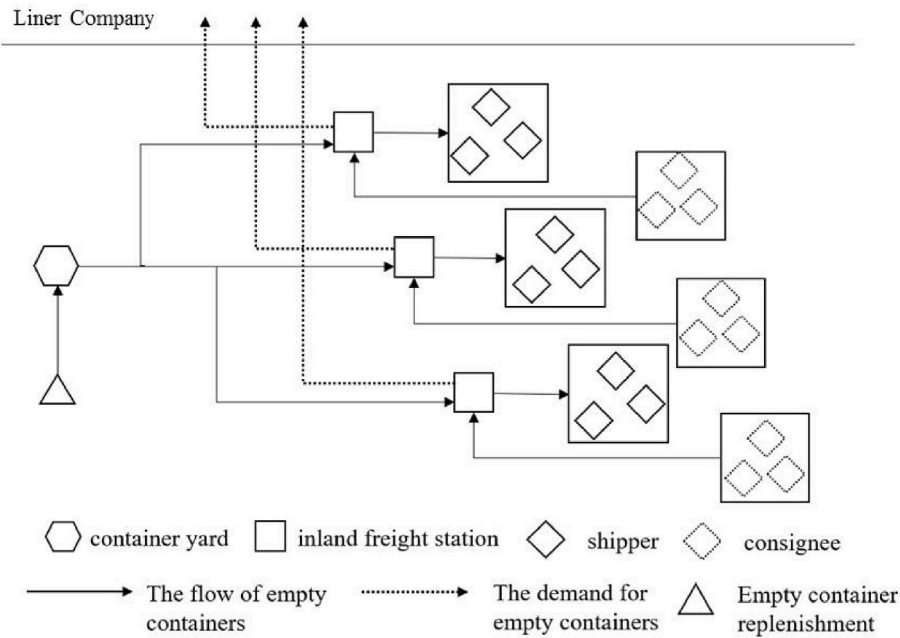 Liner Company
container yard
inland freight station
shipper
consignee
The flow of empty
containers
The demand for
empty containers
Empty container
replenishment